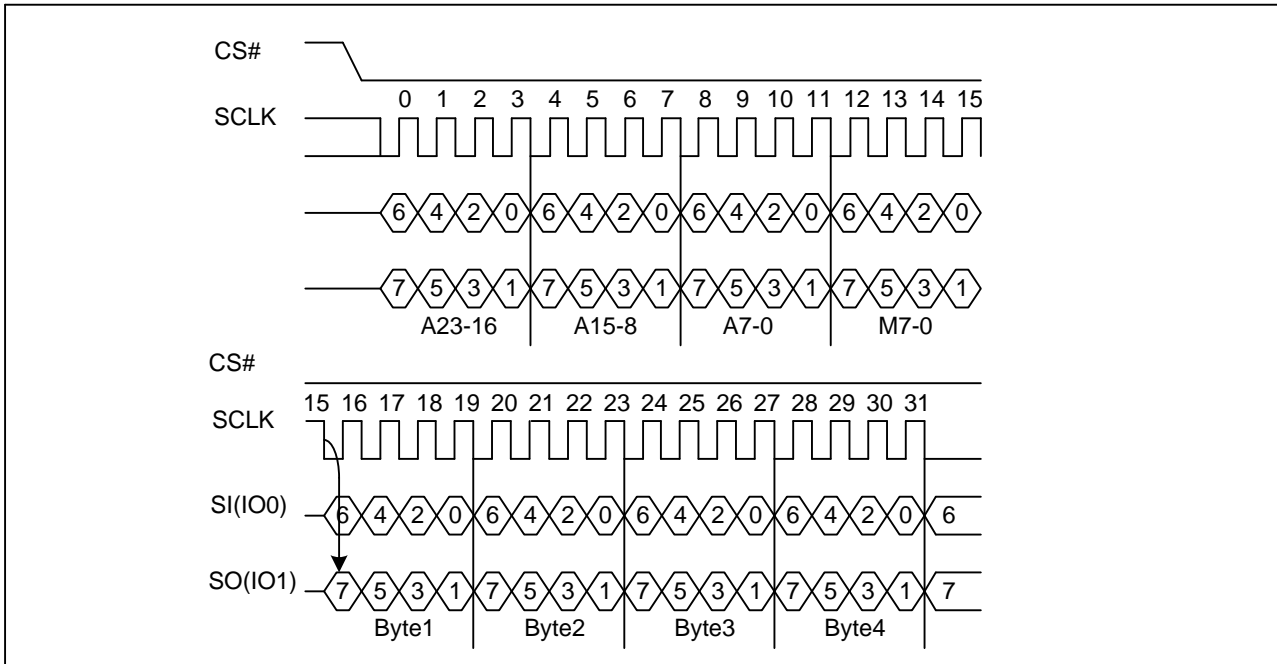 CS#
0 1 2 3 4 5 6 7 8 9 10 11 12 13 14 15
SCLK
6 4 2 0 6 4 2 0 6 4 2 0 6 4 2 0
7 5 3 1 7 5 3 1 7 5 3 1 7 5 3 1
A23-16 A15-8 A7-0 M7-0
CS#
15 16 17 18 19 20 21 22 23 24 25 26 27 28 29 30 31
SCLK
SI(IO0) 6 4 2 0 6 4 2 0 6 4 2 0 6 4 2 0 6
SO(IO1) 7 5 3 1 7 5 3 1 7 5 3 1 7 5 3 1 7
Byte1 Byte2 Byte3 Byte4